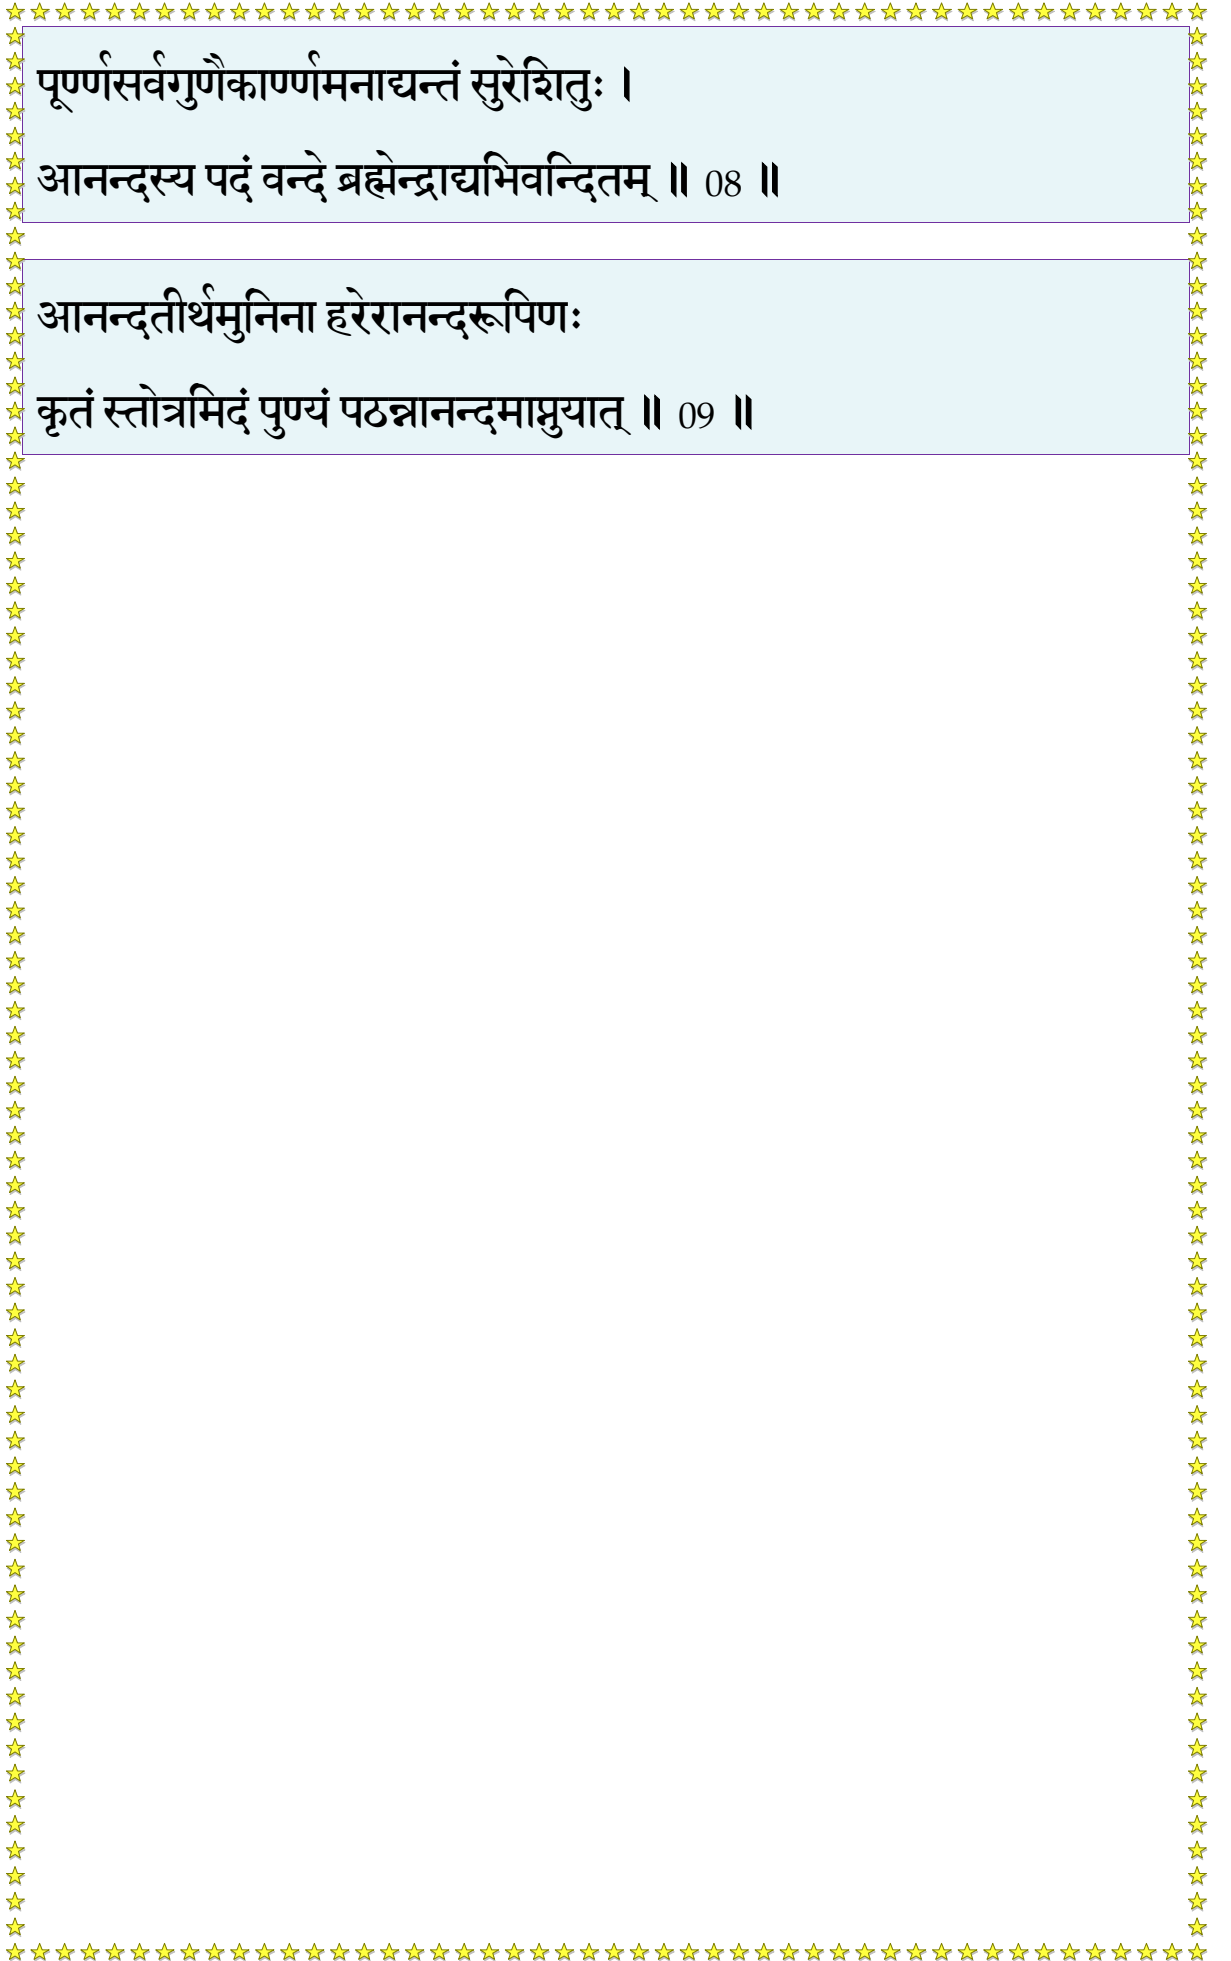 पूर्ण्णसर्वगुणैकार्ण्णमनाद्यन्तं सुरेशितुः ।
आनन्दस्य पदं वन्दे ब्रह्मेन्द्राद्यभिवन्दितम् ॥ 08 ॥
आनन्दतीर्थमुनिना हरेरानन्दरूपिणः
कृतं स्तोत्रमिदं पुण्यं पठन्नानन्दमाप्नुयात् ॥ 09 ॥